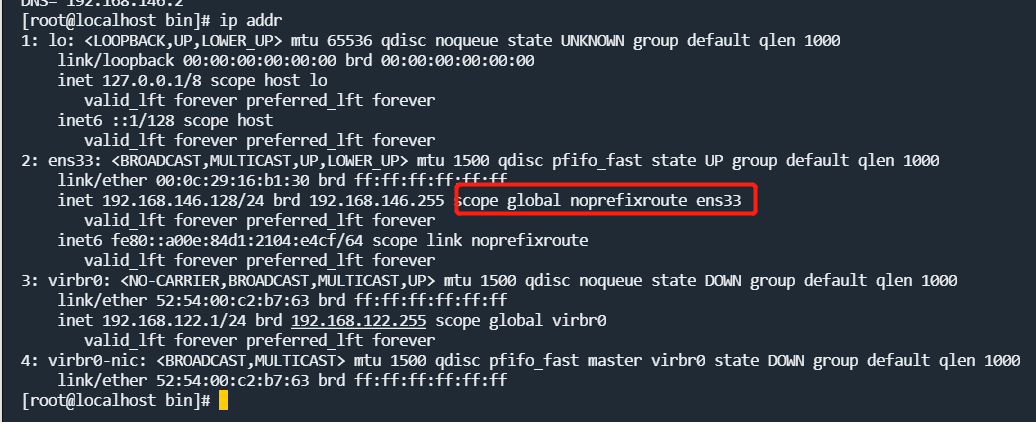 DNS= 192.168.146.2
[root@localhost bin]# ip addr
1: lo: <LOOPBACK,UP,LOWER_UP> mtu 65536 qdisc noqueue state UNKNOWN group default qlen 1000
    link/loopback 00:00:00:00:00:00 brd 00:00:00:00:00:00
    inet 127.0.0.1/8 scope host lo
       valid_lft forever preferred_lft forever
    inet6 ::1/128 scope host
       valid_lft forever preferred_lft forever
2: ens33: <BROADCAST,MULTICAST,UP,LOWER_UP> mtu 1500 qdisc pfifo_fast state UP group default qlen 1000
    link/ether 00:0c:29:16:b1:30 brd ff:ff:ff:ff:ff:ff
    inet 192.168.146.128/24 brd 192.168.146.255 scope global noprefixroute ens33
       valid_lft forever preferred_lft forever
    inet6 fe80::a00e:84d1:2104:e4cf/64 scope link noprefixroute
       valid_lft forever preferred_lft forever
3: virbr0: <NO-CARRIER,BROADCAST,MULTICAST,UP> mtu 1500 qdisc noqueue state DOWN group default qlen 1000
    link/ether 52:54:00:c2:b7:63 brd ff:ff:ff:ff:ff:ff
    inet 192.168.122.1/24 brd 192.168.122.255 scope global virbr0
       valid_lft forever preferred_lft forever
4: virbr0-nic: <BROADCAST,MULTICAST> mtu 1500 qdisc pfifo_fast master virbr0 state DOWN group default qlen 1000
    link/ether 52:54:00:c2:b7:63 brd ff:ff:ff:ff:ff:ff
[root@localhost bin]#